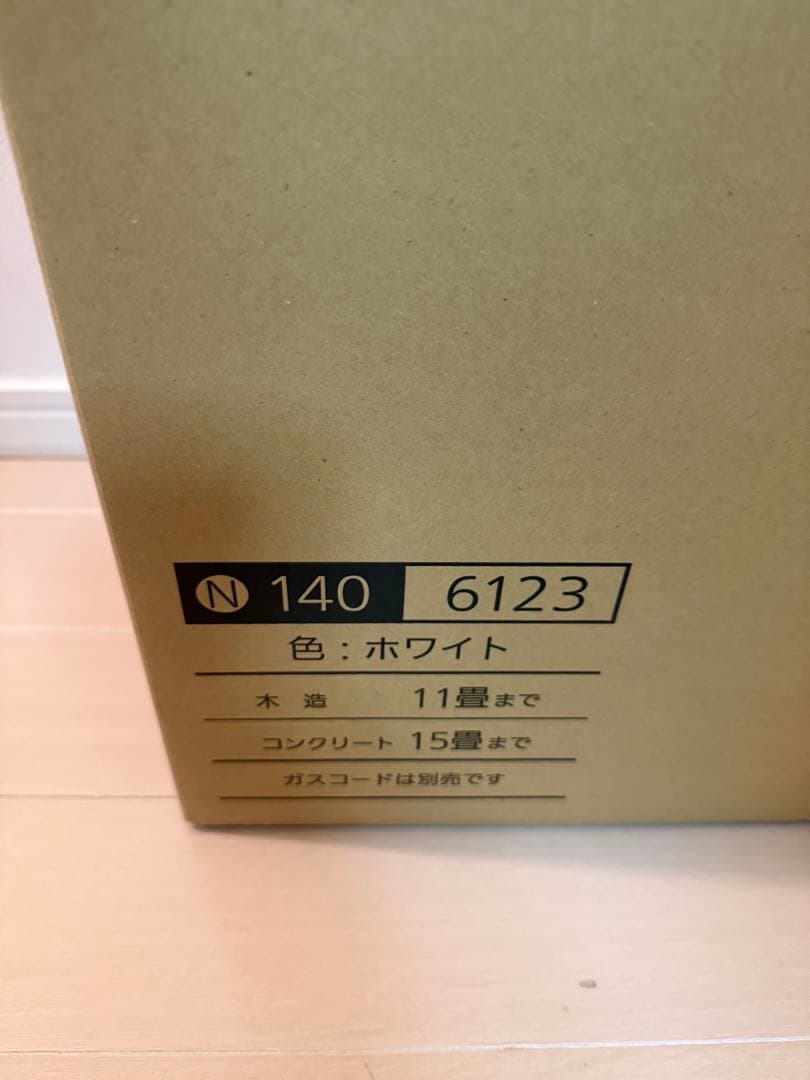 Ⓝ 140 6123
色：ホワイト
木造 11畳まで
コンクリート 15畳まで
ガスコードは別売です